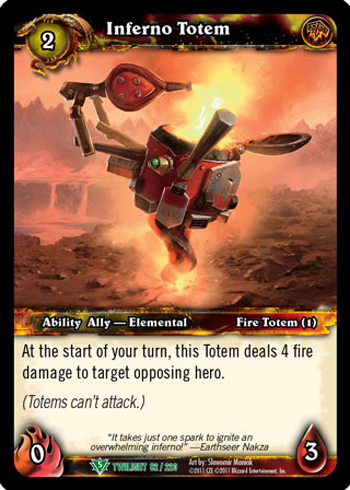 2
Inferno Totem
Ability Ally — Elemental
Fire Totem (1)
At the start of your turn, this Totem deals 4 fire
damage to target opposing hero.
(Totems can't attack.)
0
3
"It takes just one spark to ignite an
overwhelming inferno!" —Earthseer Nakza
TWILIGHT 82/220
Art by: Slawomir Maniak
©2011 CZE ©2011 Blizzard Entertainment, Inc.